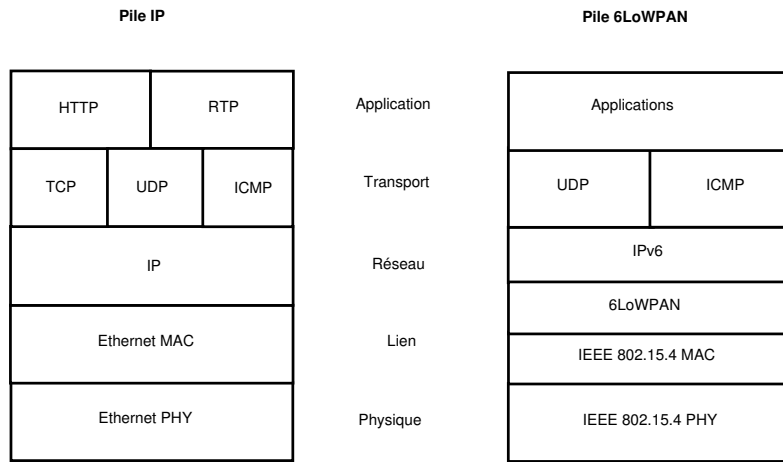 Pile IP
Pile 6LoWPAN
HTTP
RTP
Application
Applications
TCP
UDP
ICMP
Transport
UDP
ICMP
IP
Réseau
IPv6
6LoWPAN
Ethernet MAC
Lien
IEEE 802.15.4 MAC
Ethernet PHY
Physique
IEEE 802.15.4 PHY